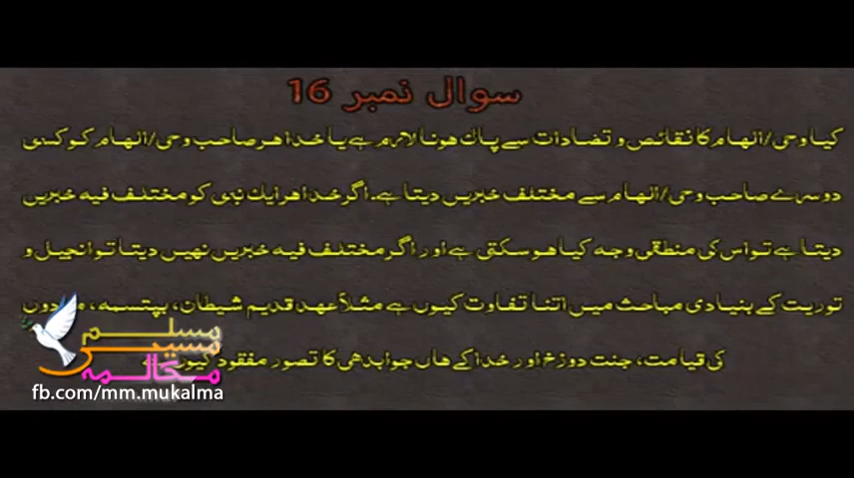 سوال نمبر 16
کیا وحی/الہام کا نقائص و تضادات سے پاک ہونا لازم ہے یا خدا ہر صاحب وحی/الہام کو کسی
دوسرے صاحب وحی/الہام سے مختلف خبریں دیتا ہے۔ اگر خدا ہر ایک نبی کو مختلف فیہ خبریں
دیتا ہے تو اس کی منطقی وجہ کیا ہو سکتی ہے اور اگر مختلف فیہ خبریں نہیں دیتا تو انجیل و
توریت کے بنیادی مباحث میں اتنا تفاوت کیوں ہے مثلاً عہد قدیم شیطان، بپتسمہ،
کی قیامت، جنت دوزخ اور خدا کے ہاں جوابدہی کا تصور مفقود کیوں
مسلم
مسیحی
مکالمہ
fb.com/mm.mukalma